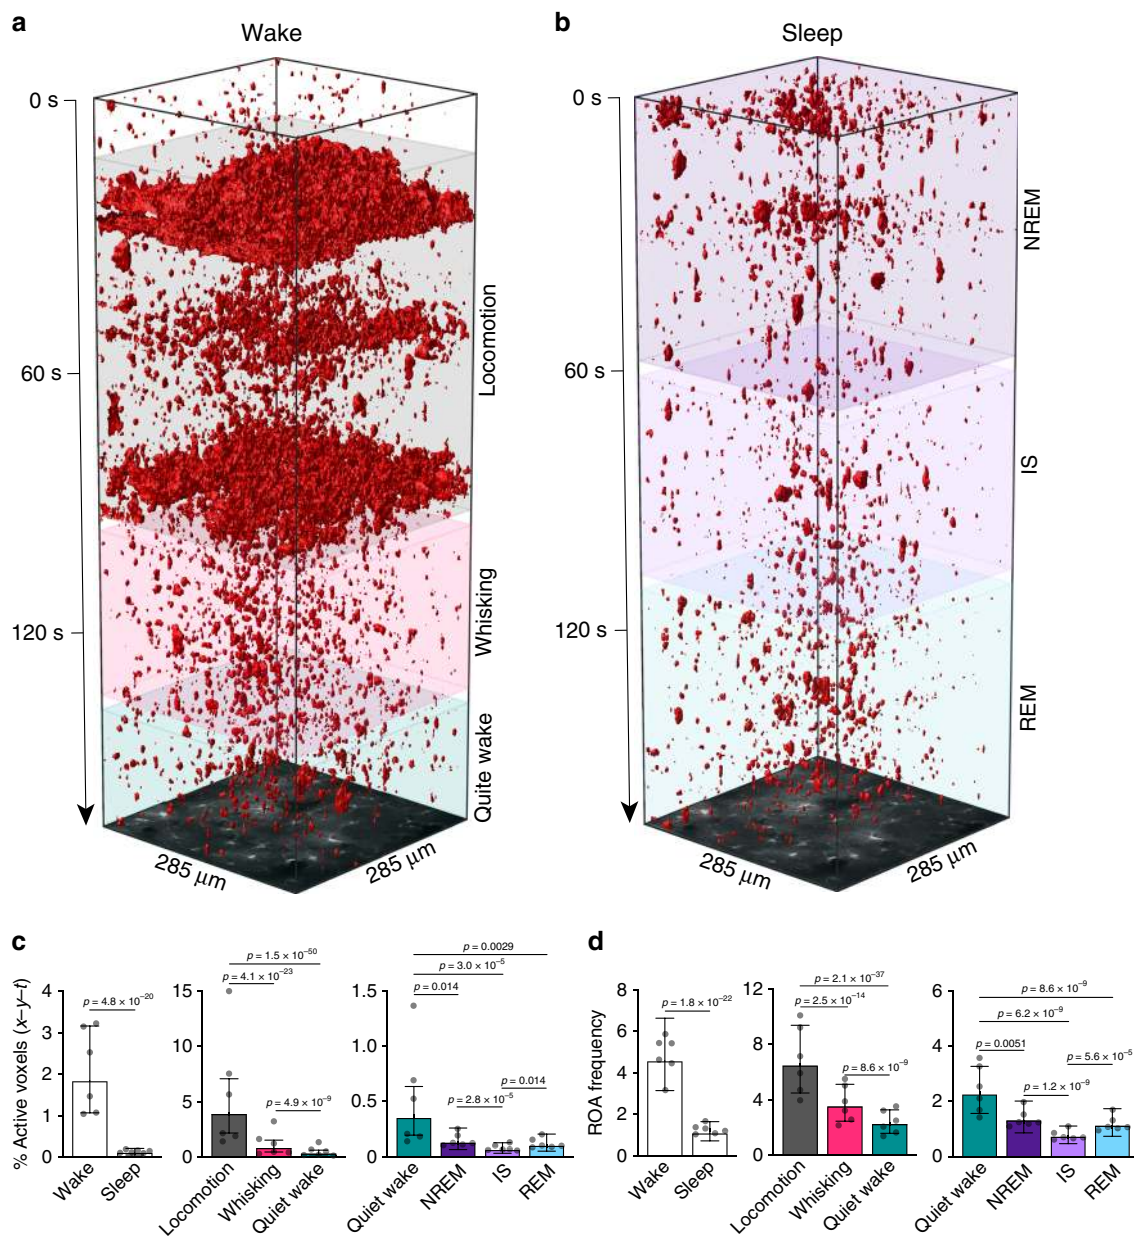 a
Wake
0 s
60 s
120 s
Locomotion
Whisking
Quite wake
285 μm
285 μm
b
Sleep
0 s
60 s
120 s
NREM
IS
REM
285 μm
285 μm
c
% Active voxels (x–y–t)
4
3
2
1
0
p = 4.8 × 10⁻²⁰
Wake
Sleep
15
10
5
0
p = 1.5 × 10⁻⁵⁰
p = 4.1 × 10⁻²³
p = 4.9 × 10⁻⁹
Locomotion
Whisking
Quiet wake
1.5
1.0
0.5
0
p = 0.0029
p = 3.0 × 10⁻⁵
p = 0.014
p = 0.014
p = 2.8 × 10⁻⁵
Quiet wake
NREM
IS
REM
d
ROA frequency
8
6
4
2
0
p = 1.8 × 10⁻²²
Wake
Sleep
12
8
4
0
p = 2.1 × 10⁻³⁷
p = 2.5 × 10⁻¹⁴
p = 8.6 × 10⁻⁹
Locomotion
Whisking
Quiet wake
6
4
2
0
p = 8.6 × 10⁻⁹
p = 6.2 × 10⁻⁹
p = 0.0051
p = 5.6 × 10⁻⁵
p = 1.2 × 10⁻⁹
Quiet wake
NREM
IS
REM